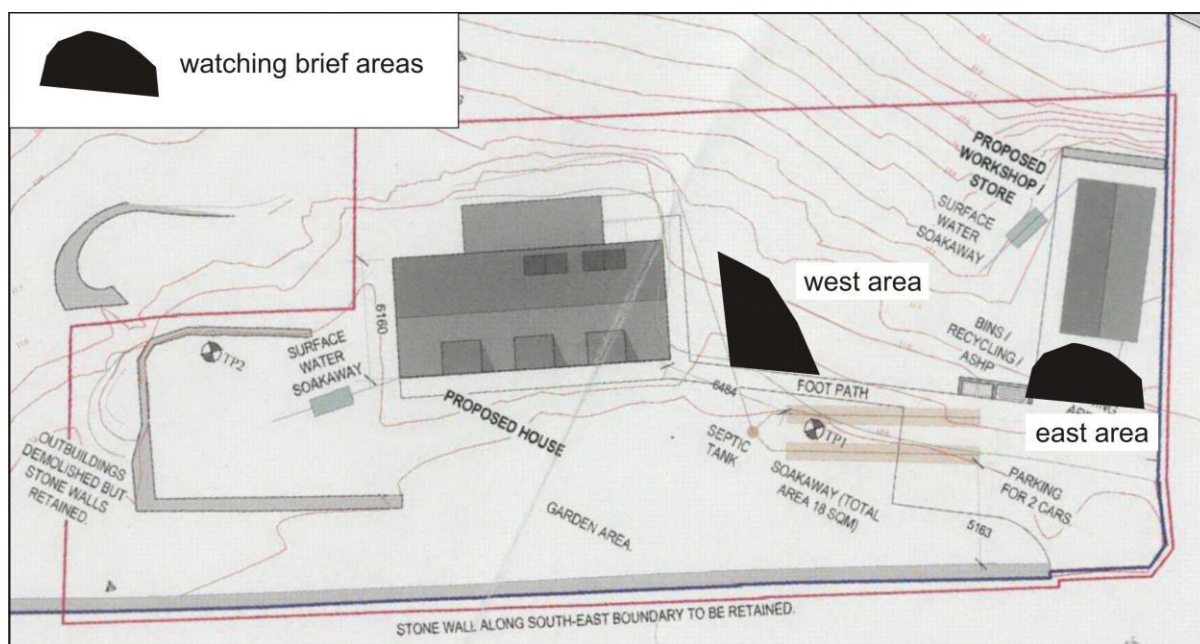 watching brief areas
PROPOSED
WORKSHOP /
STORE
SURFACE
WATER
SOAKAWAY
west area
BINS /
RECYCLING /
ASHP
6160
SURFACE
WATER
SOAKAWAY
TP2
FOOT PATH
6484
east area
PROPOSED HOUSE
TP1
SEPTIC
TANK
OUTBUILDINGS
DEMOLISHED BUT
STONE WALLS
RETAINED.
SOAKAWAY (TOTAL
AREA 18 SQM)
PARKING
FOR 2 CARS.
GARDEN AREA.
5163
STONE WALL ALONG SOUTH-EAST BOUNDARY TO BE RETAINED.